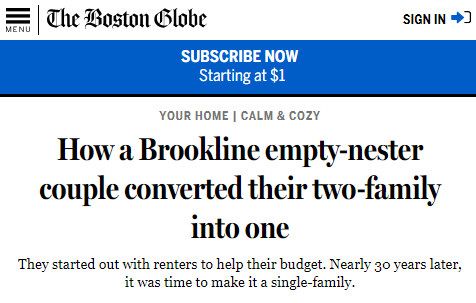 MENU
The Boston Globe
SIGN IN
SUBSCRIBE NOW
Starting at $1
YOUR HOME | CALM & COZY
How a Brookline empty-nester
couple converted their two-family
into one
They started out with renters to help their budget. Nearly 30 years later,
it was time to make it a single-family.